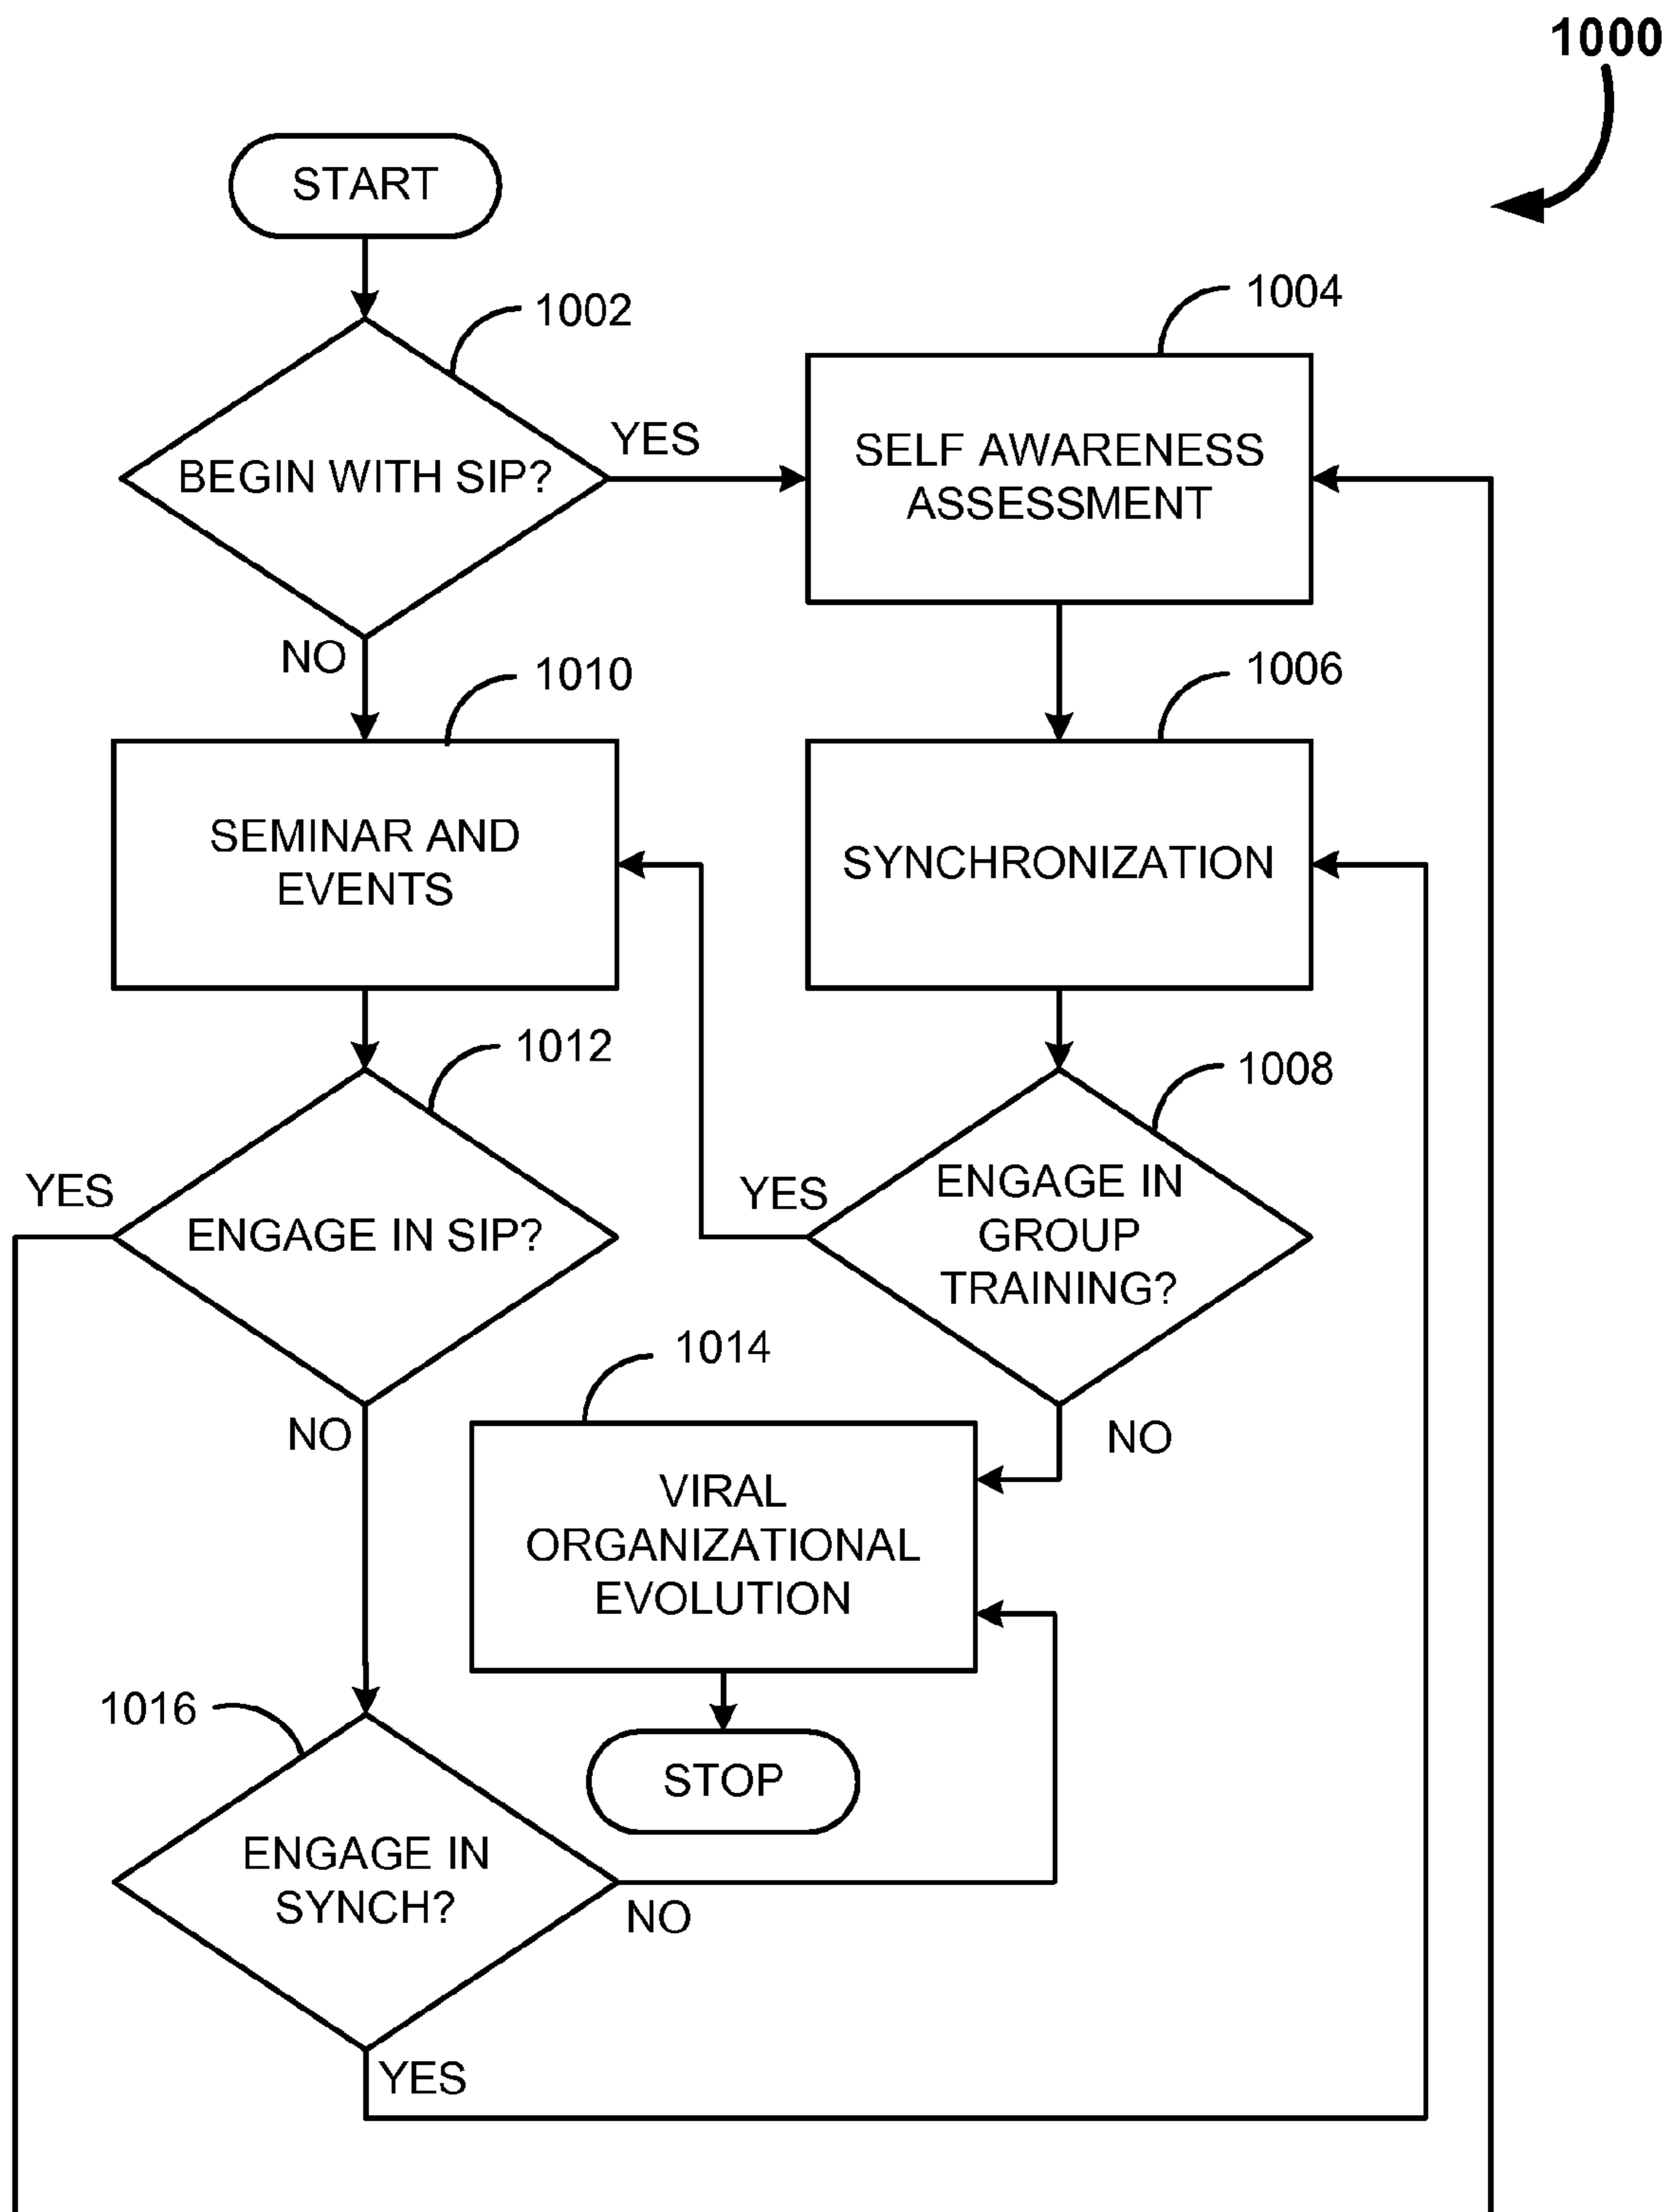 1000
START
1002
1004
BEGIN WITH SIP?
YES
SELF AWARENESS
ASSESSMENT
NO
1010
1006
SEMINAR AND
EVENTS
SYNCHRONIZATION
1012
1008
YES
ENGAGE IN SIP?
YES
ENGAGE IN
GROUP
TRAINING?
1014
NO
NO
VIRAL
ORGANIZATIONAL
EVOLUTION
1016
STOP
ENGAGE IN
SYNCH?
NO
YES